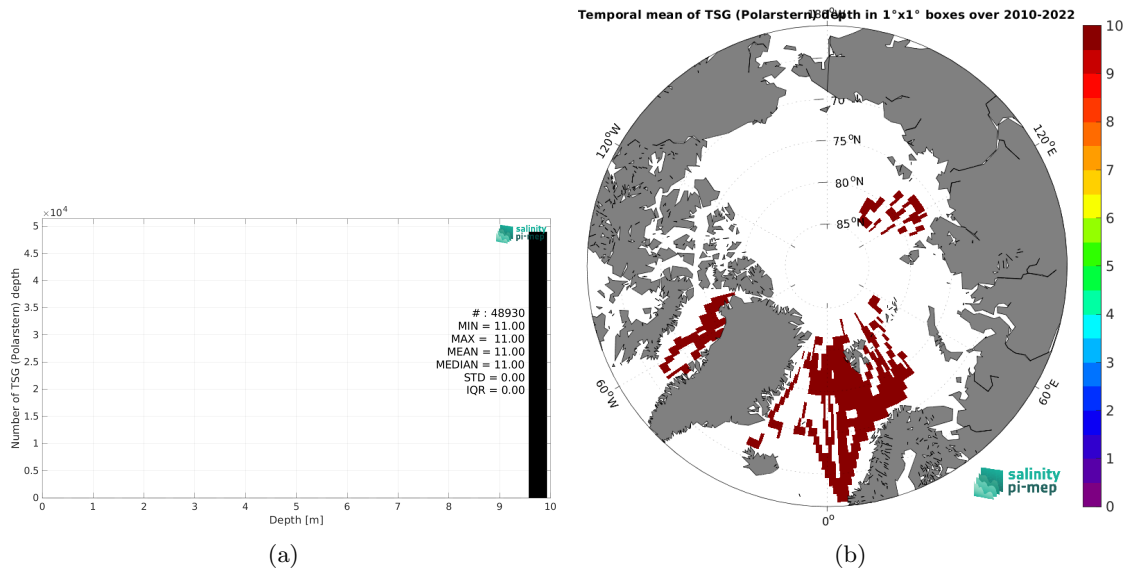 ×10⁴
5
4.5
4
3.5
3
2.5
2
1.5
1
0.5
0
Number of TSG (Polarstern) depth
salinity
pi-mep
# : 48930
MIN = 11.00
MAX = 11.00
MEAN = 11.00
MEDIAN = 11.00
STD = 0.00
IQR = 0.00
0 1 2 3 4 5 6 7 8 9 10
Depth [m]
(a)
Temporal mean of TSG (Polarstern) depth in 1°x1° boxes over 2010-2022
180°W
120°W
120°E
70°N
75°N
80°N
85°N
60°W
60°E
0°
salinity
pi-mep
10
9
8
7
6
5
4
3
2
1
0
(b)